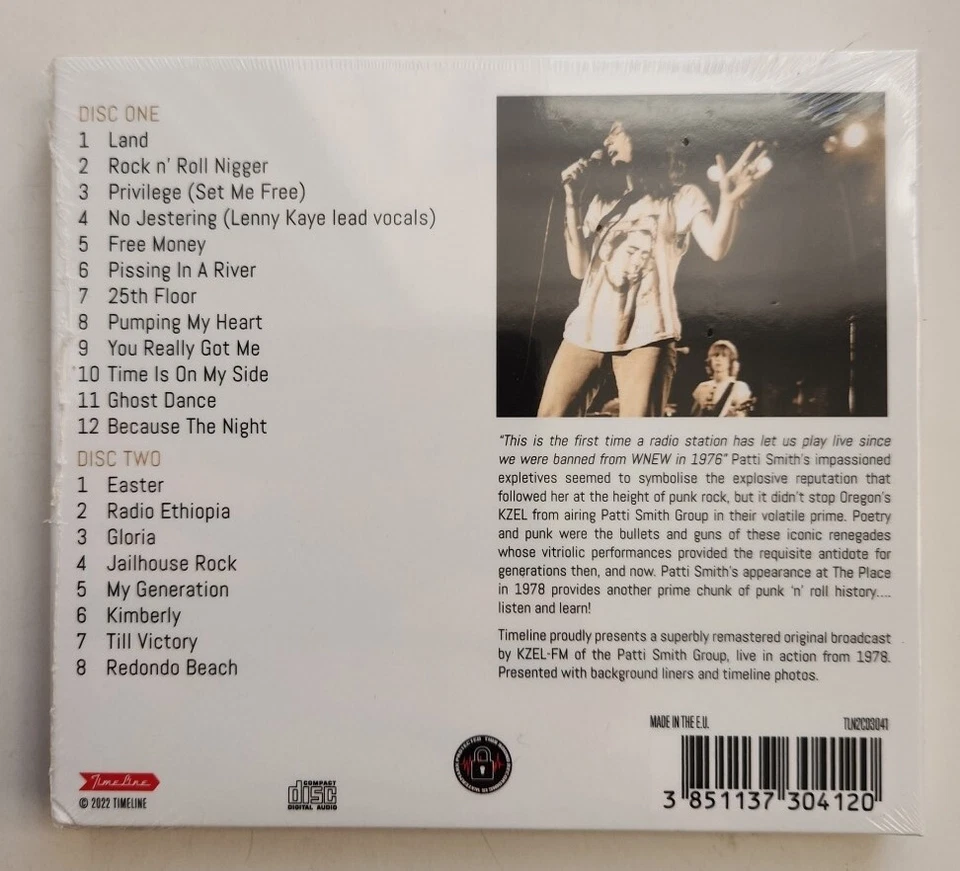 DISC ONE
1 Land
2 Rock n' Roll Nigger
3 Privilege (Set Me Free)
4 No Jestering (Lenny Kaye lead vocals)
5 Free Money
6 Pissing In A River
7 25th Floor
8 Pumping My Heart
9 You Really Got Me
10 Time Is On My Side
11 Ghost Dance
12 Because The Night
DISC TWO
1 Easter
2 Radio Ethiopia
3 Gloria
4 Jailhouse Rock
5 My Generation
6 Kimberly
7 Till Victory
8 Redondo Beach
"This is the first time a radio station has let us play live since
we were banned from WNEW in 1976" Patti Smith's impassioned
expletives seemed to symbolise the explosive reputation that
followed her at the height of punk rock, but it didn't stop Oregon's
KZEL from airing Patti Smith Group in their volatile prime. Poetry
and punk were the bullets and guns of these iconic renegades
whose vitriolic performances provided the requisite antidote for
generations then, and now. Patti Smith's appearance at The Place
in 1978 provides another prime chunk of punk 'n' roll history....
listen and learn!
Timeline proudly presents a superbly remastered original broadcast
by KZEL-FM of the Patti Smith Group, live in action from 1978.
Presented with background liners and timeline photos.
MADE IN THE E.U. TLN2CD3041
TimeLine
© 2022 TIMELINE
COMPACT
disc
DIGITAL AUDIO
3 851137 304120